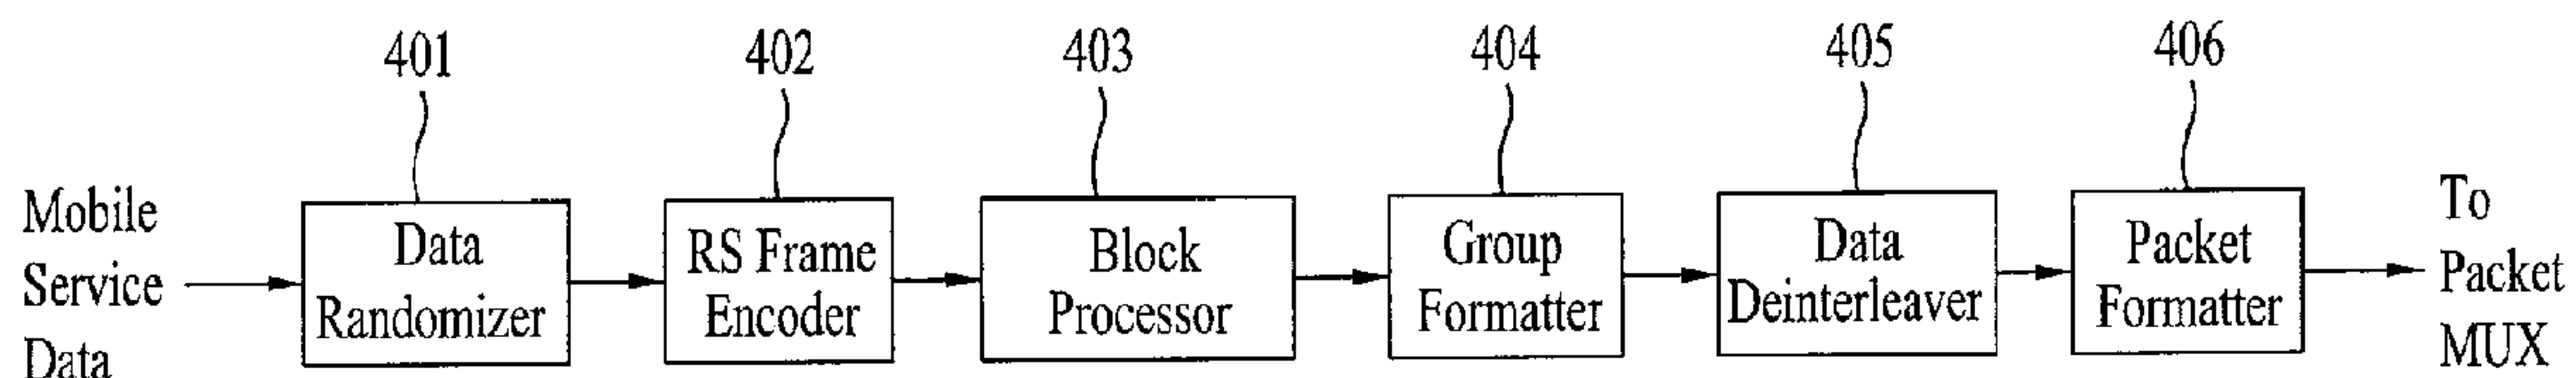 401
402
403
404
405
406
Mobile
Service
Data
Data
Randomizer
RS Frame
Encoder
Block
Processor
Group
Formatter
Data
Deinterleaver
Packet
Formatter
To
Packet
MUX